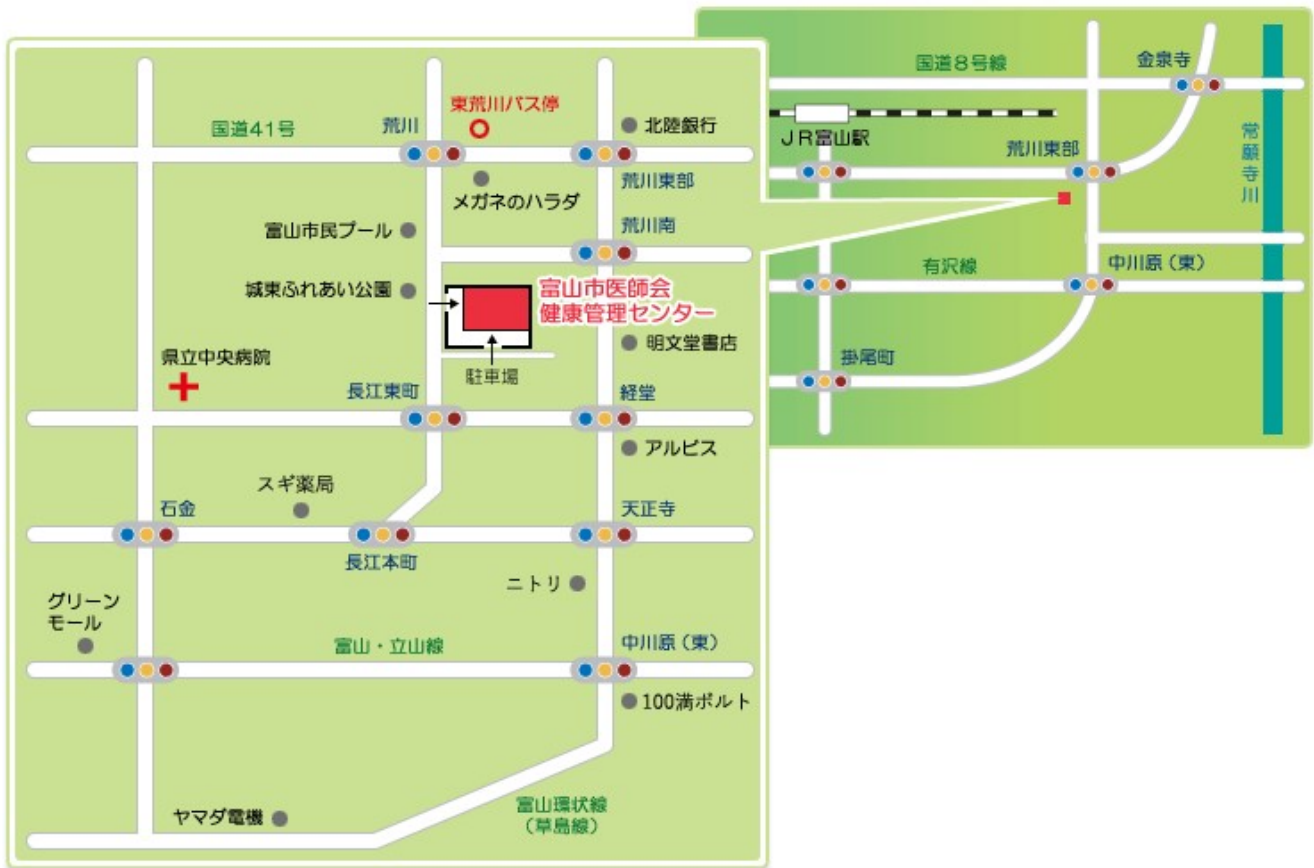 国道41号
荒川
東荒川バス停
北陸銀行
荒川東部
メガネのハラダ
富山市民プール
荒川南
城東ふれあい公園
富山市医師会
健康管理センター
明文堂書店
駐車場
県立中央病院
長江東町
経堂
アルビス
スギ薬局
石金
天正寺
長江本町
ニトリ
グリーン
モール
富山・立山線
中川原（東）
100満ボルト
富山環状線
（草島線）
ヤマダ電機
国道８号線
金泉寺
ＪＲ富山駅
荒川東部
常願寺川
有沢線
中川原（東）
掛尾町